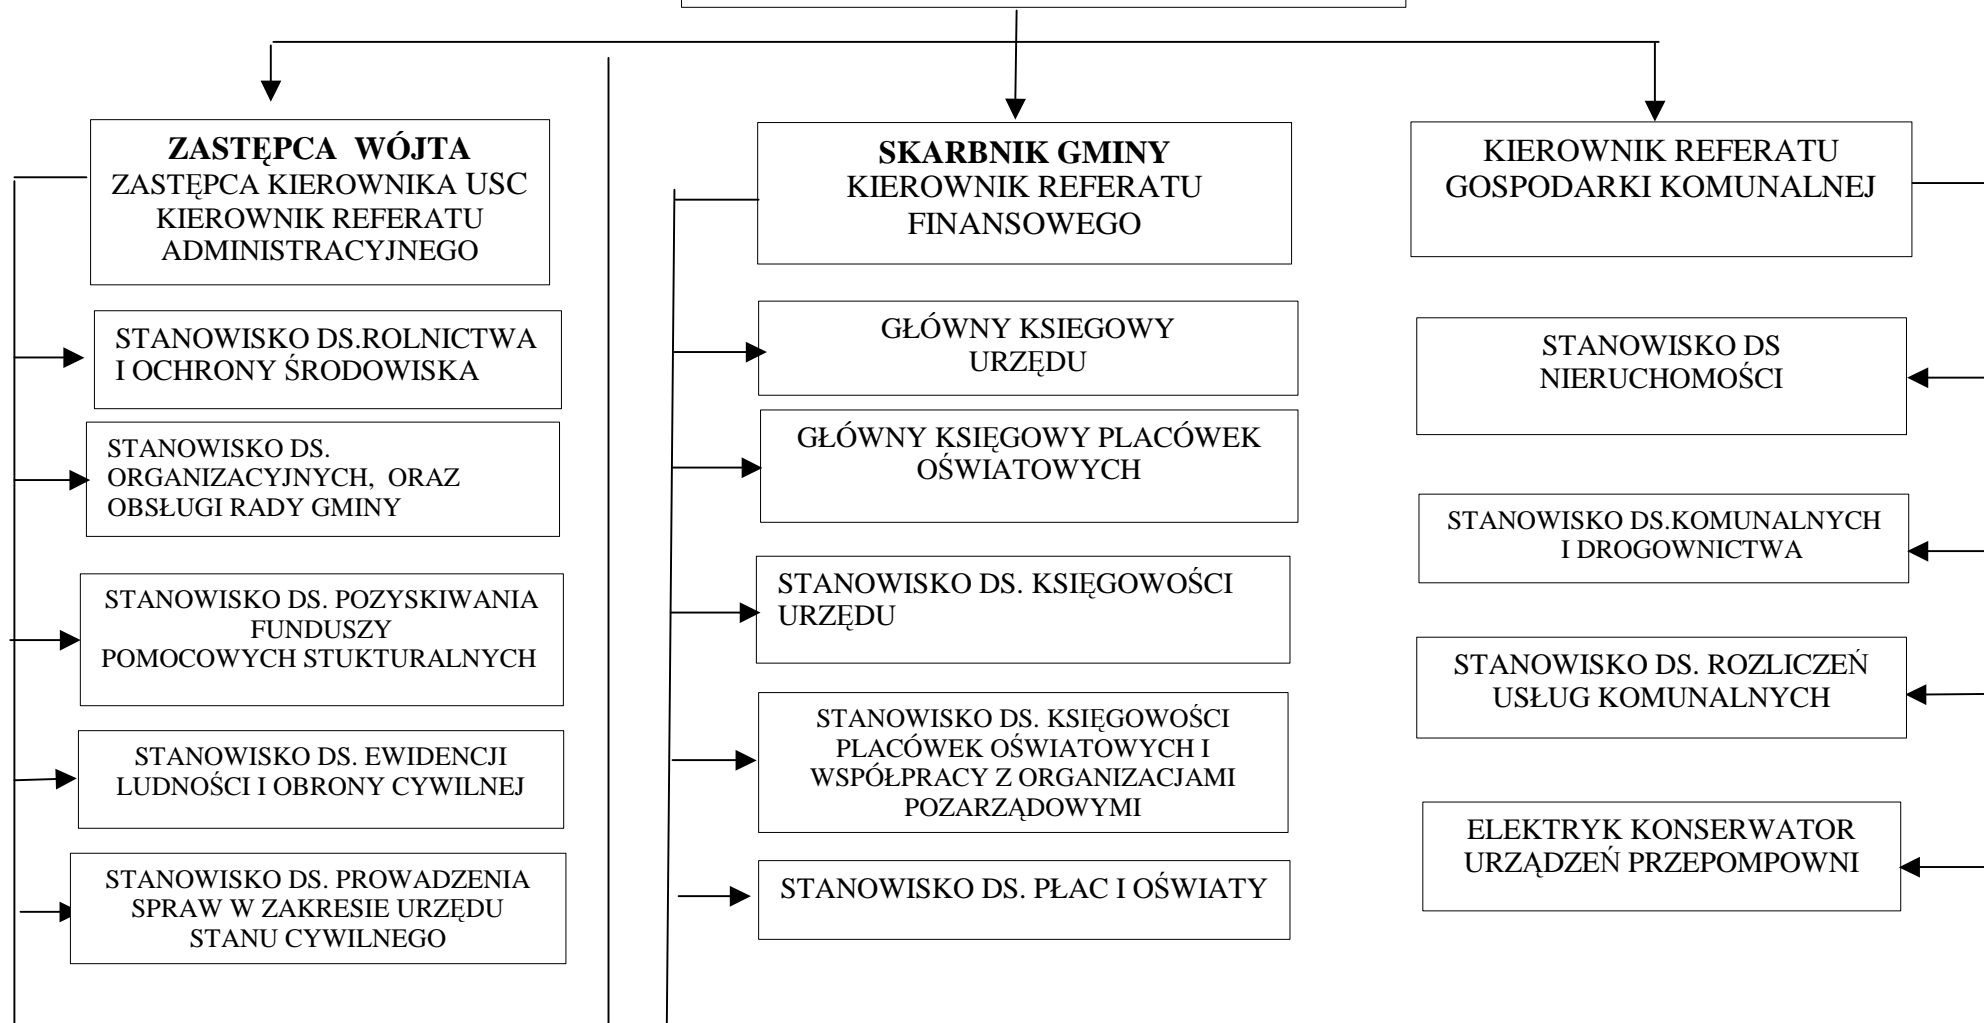 ZASTĘPCA WÓJTA
ZASTĘPCA KIEROWNIKA USC
KIEROWNIK REFERATU
ADMINISTRACYJNEGO
STANOWISKO DS.ROLNICTWA
I OCHRONY ŚRODOWISKA
STANOWISKO DS.
ORGANIZACYJNYCH, ORAZ
OBSŁUGI RADY GMINY
STANOWISKO DS. POZYSKIWANIA
FUNDUSZY
POMOCOWYCH STUKTURALNYCH
STANOWISKO DS. EWIDENCJI
LUDNOŚCI I OBRONY CYWILNEJ
STANOWISKO DS. PROWADZENIA
SPRAW W ZAKRESIE URZĘDU
STANU CYWILNEGO
SKARBNIK GMINY
KIEROWNIK REFERATU
FINANSOWEGO
GŁÓWNY KSIEGOWY
URZĘDU
GŁÓWNY KSIĘGOWY PLACÓWEK
OŚWIATOWYCH
STANOWISKO DS. KSIĘGOWOŚCI
URZĘDU
STANOWISKO DS. KSIĘGOWOŚCI
PLACÓWEK OŚWIATOWYCH I
WSPÓŁPRACY Z ORGANIZACJAMI
POZARZĄDOWYMI
STANOWISKO DS. PŁAC I OŚWIATY
KIEROWNIK REFERATU
GOSPODARKI KOMUNALNEJ
STANOWISKO DS
NIERUCHOMOŚCI
STANOWISKO DS.KOMUNALNYCH
I DROGOWNICTWA
STANOWISKO DS. ROZLICZEŃ
USŁUG KOMUNALNYCH
ELEKTRYK KONSERWATOR
URZĄDZEŃ PRZEPOMPOWNI